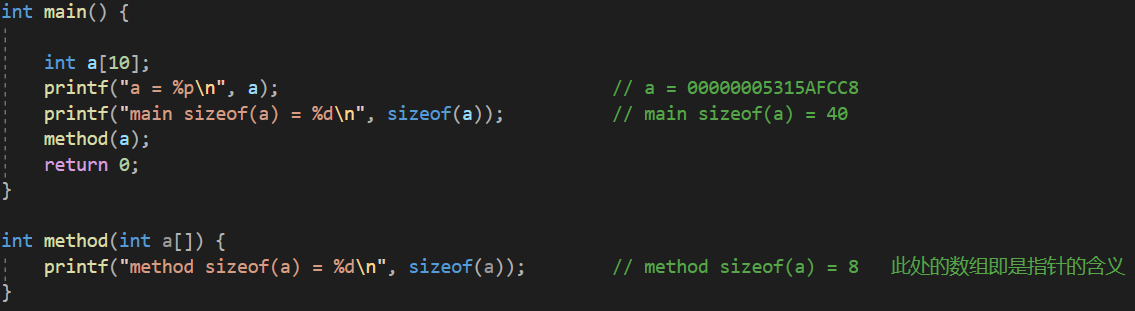 int main() {
int a[10];
printf("a = %p\n", a); // a = 00000005315AFCC8
printf("main sizeof(a) = %d\n", sizeof(a)); // main sizeof(a) = 40
method(a);
return 0;
}
int method(int a[]) {
printf("method sizeof(a) = %d\n", sizeof(a)); // method sizeof(a) = 8 此处的数组即是指针的含义
}